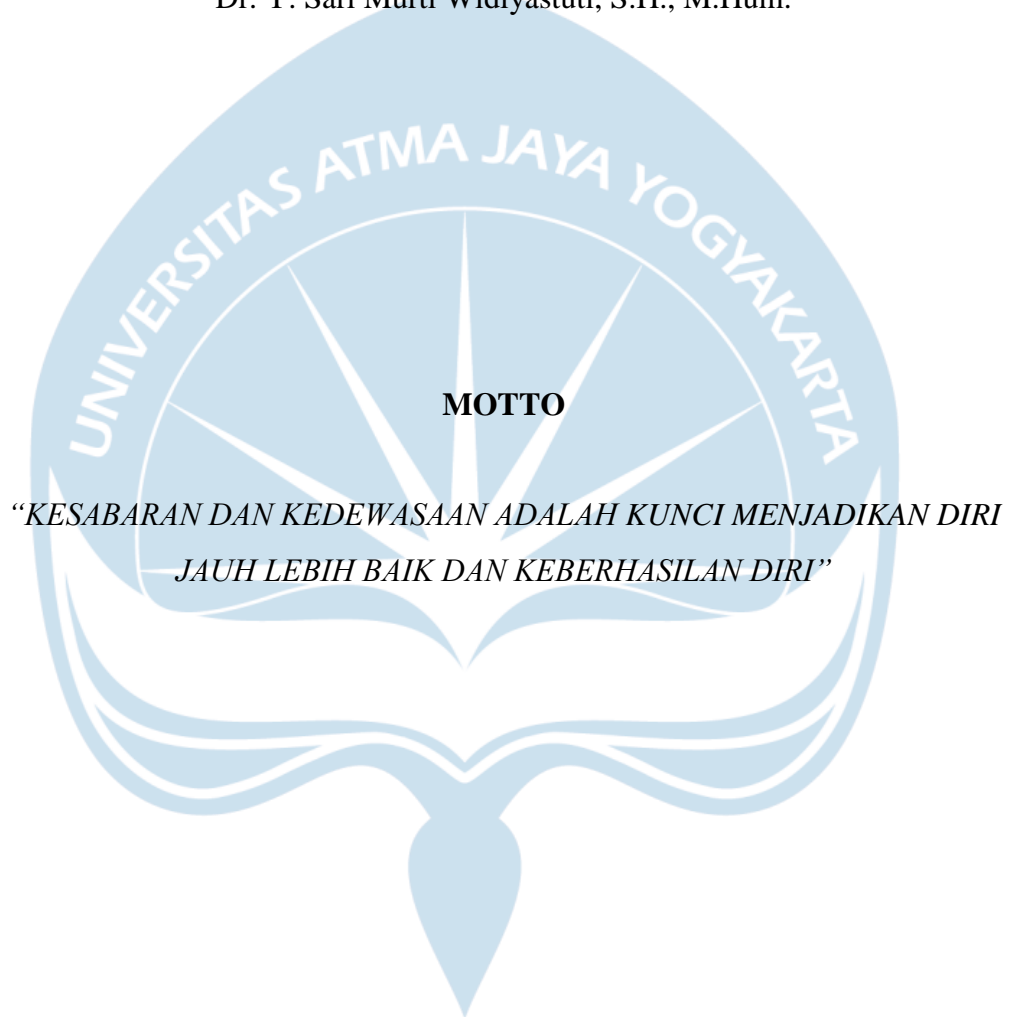 Dr. Y. Sari Murti Widiyastuti, S.H., M.Hum.
UNIVERSITAS ATMA JAYA YOGYAKARTA
MOTTO
“KESABARAN DAN KEDEWASAAN ADALAH KUNCI MENJADIKAN DIRI
JAUH LEBIH BAIK DAN KEBERHASILAN DIRI”